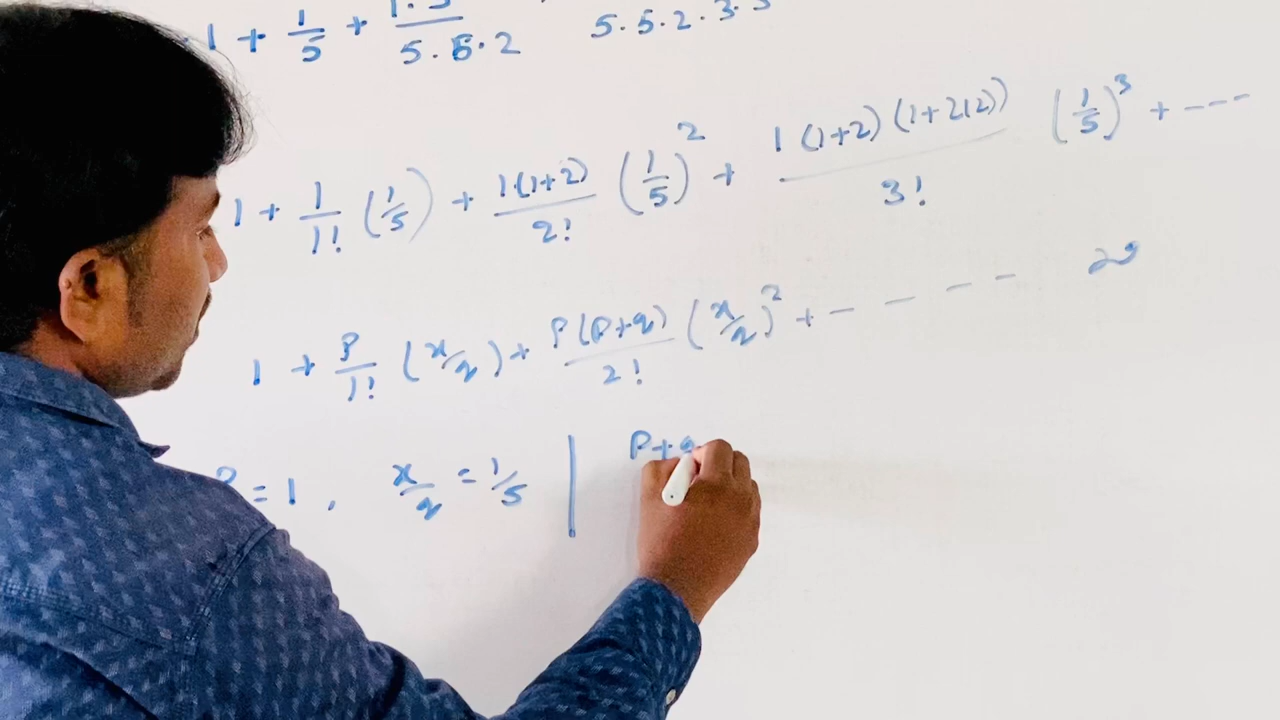 1 + 1/5 + 1·3/5·5·2 5·5·2·3·3
1 + 1/1! (1/5) + 1(1+2)/2! (1/5)² + 1(1+2)(1+2(2))/3! (1/5)³ + ---
1 + P/1! (x/q) + P(P+q)/2! (x/q)² + - - - - ∞
P = 1, x/q = 1/5 | P+q